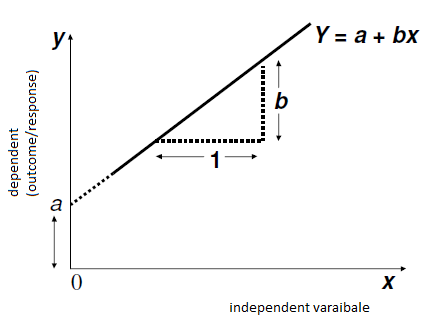 y
Y = a + bx
dependent
(outcome/response)
b
1
a
0
x
independent varaibale